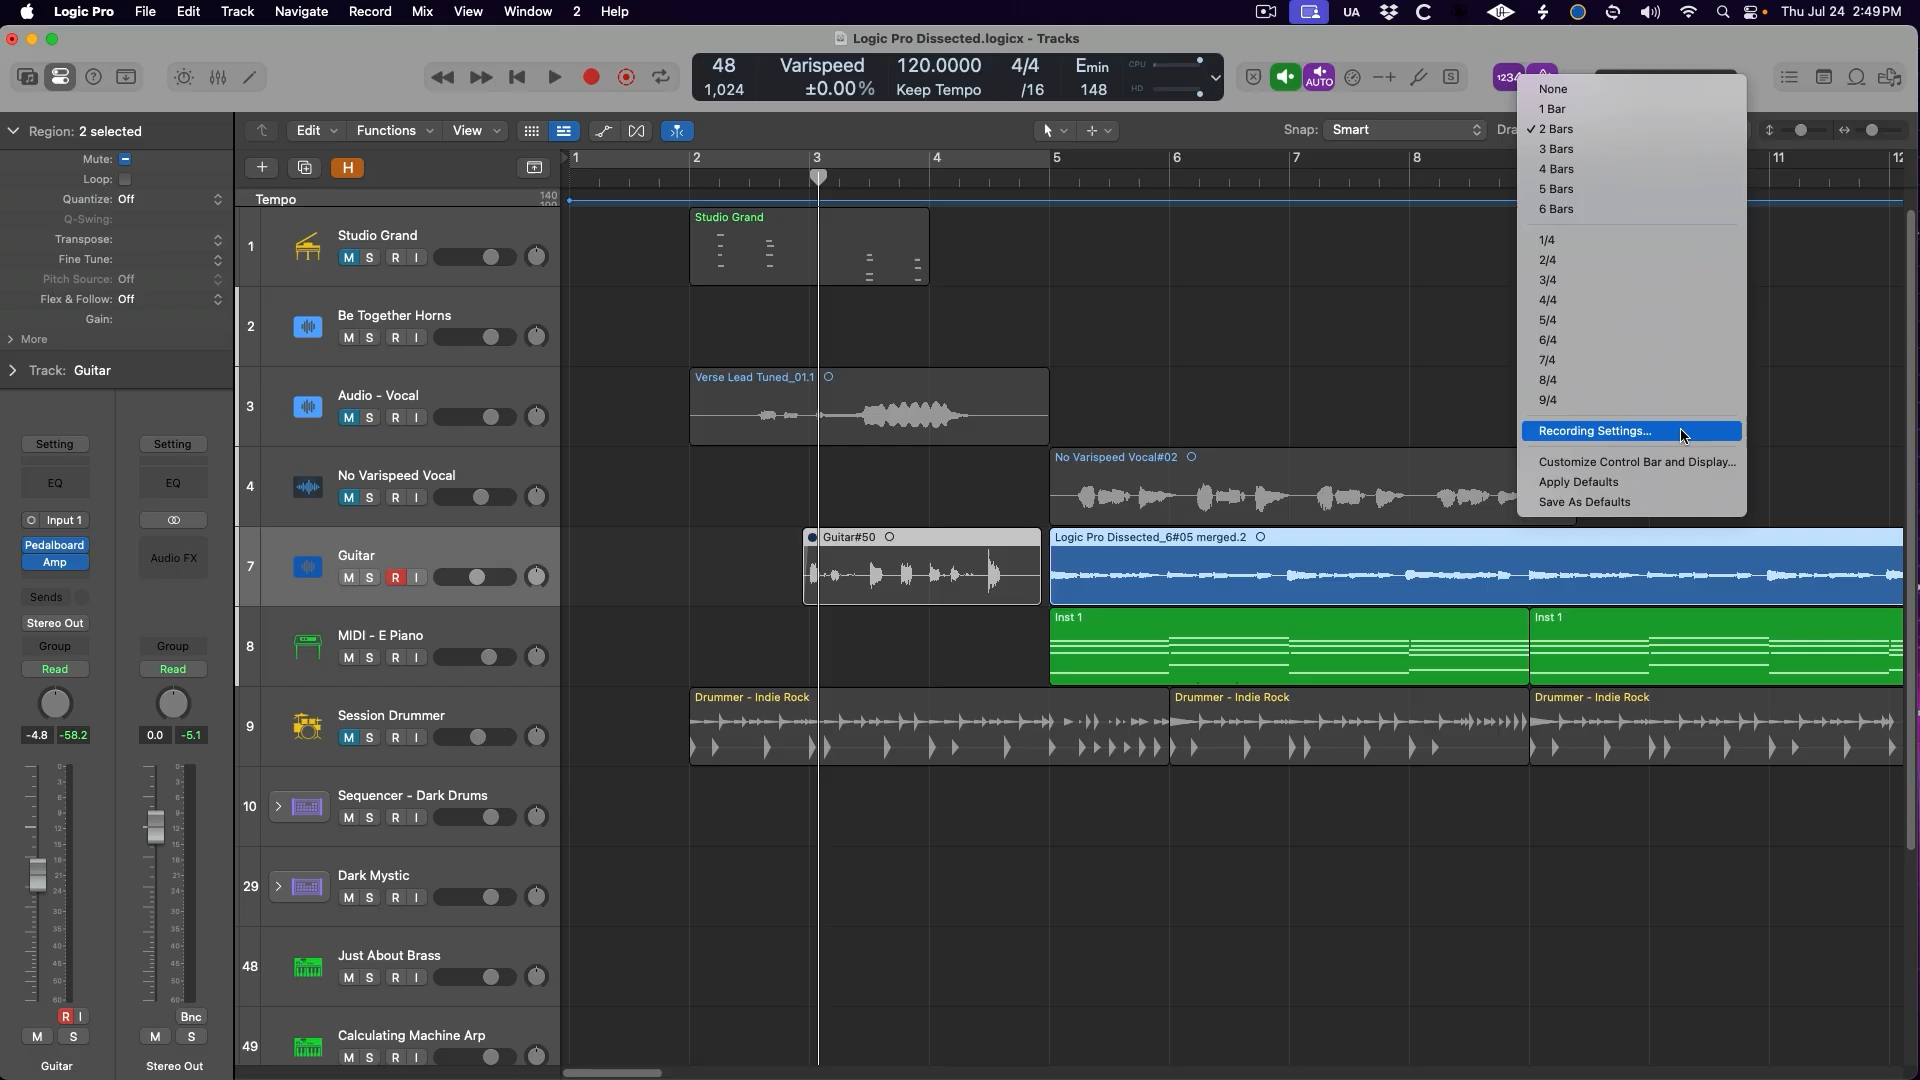 Logic Pro File Edit Track Navigate Record Mix View Window 2 Help
UA Thu Jul 24 2:49 PM
Logic Pro Dissected.logicx - Tracks
48 Varispeed 120.0000 4/4 Emin CPU
1,024 ±0.00% Keep Tempo /16 148 HD
AUTO
S
1234
Region: 2 selected
Mute:
Loop:
Quantize: Off
Q-Swing:
Transpose:
Fine Tune:
Pitch Source: Off
Flex & Follow: Off
Gain:
More
Track: Guitar
Setting Setting
EQ EQ
Input 1
Pedalboard
Amp
Audio FX
Sends
Stereo Out
Group Group
Read Read
-4.8 -58.2 0.0 -5.1
R I Bnc
M S M S
Guitar Stereo Out
Edit Functions View
Snap: Smart
H
1 2 3 4 5 6 7 8 11 12
Tempo 140
100
1 Studio Grand
M S R I
2 Be Together Horns
M S R I
3 Audio - Vocal
M S R I
4 No Varispeed Vocal
M S R I
7 Guitar
M S R I
8 MIDI - E Piano
M S R I
9 Session Drummer
M S R I
10 Sequencer - Dark Drums
M S R I
29 Dark Mystic
M S R I
48 Just About Brass
M S R I
49 Calculating Machine Arp
M S R I
Studio Grand
Verse Lead Tuned_01.1
No Varispeed Vocal#02
Guitar#50
Logic Pro Dissected_6#05 merged.2
Inst 1 Inst 1
Drummer - Indie Rock Drummer - Indie Rock Drummer - Indie Rock
None
1 Bar
✓ 2 Bars
3 Bars
4 Bars
5 Bars
6 Bars
1/4
2/4
3/4
4/4
5/4
6/4
7/4
8/4
9/4
Recording Settings...
Customize Control Bar and Display...
Apply Defaults
Save As Defaults